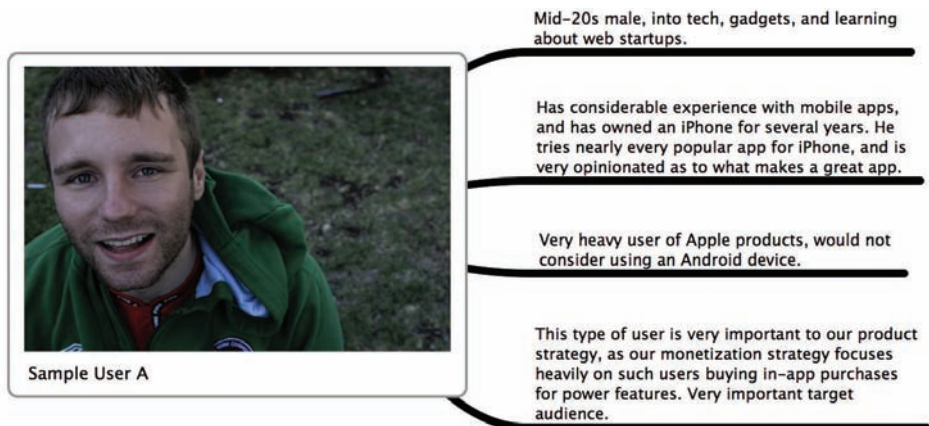 Mid-20s male, into tech, gadgets, and learning
about web startups.
Has considerable experience with mobile apps,
and has owned an iPhone for several years. He
tries nearly every popular app for iPhone, and is
very opinionated as to what makes a great app.
Very heavy user of Apple products, would not
consider using an Android device.
This type of user is very important to our product
strategy, as our monetization strategy focuses
heavily on such users buying in-app purchases
for power features. Very important target
audience.
Sample User A